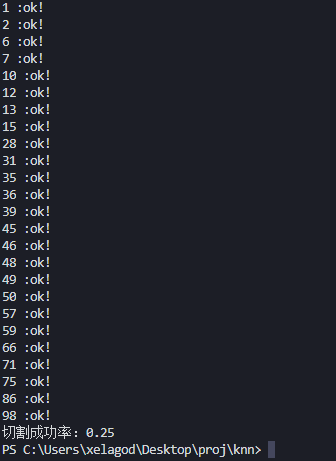 1 :ok!
2 :ok!
6 :ok!
7 :ok!
10 :ok!
12 :ok!
13 :ok!
15 :ok!
28 :ok!
31 :ok!
35 :ok!
36 :ok!
39 :ok!
45 :ok!
46 :ok!
48 :ok!
49 :ok!
50 :ok!
57 :ok!
59 :ok!
66 :ok!
71 :ok!
75 :ok!
86 :ok!
98 :ok!
切割成功率：0.25
PS C:\Users\xelagod\Desktop\proj\knn>